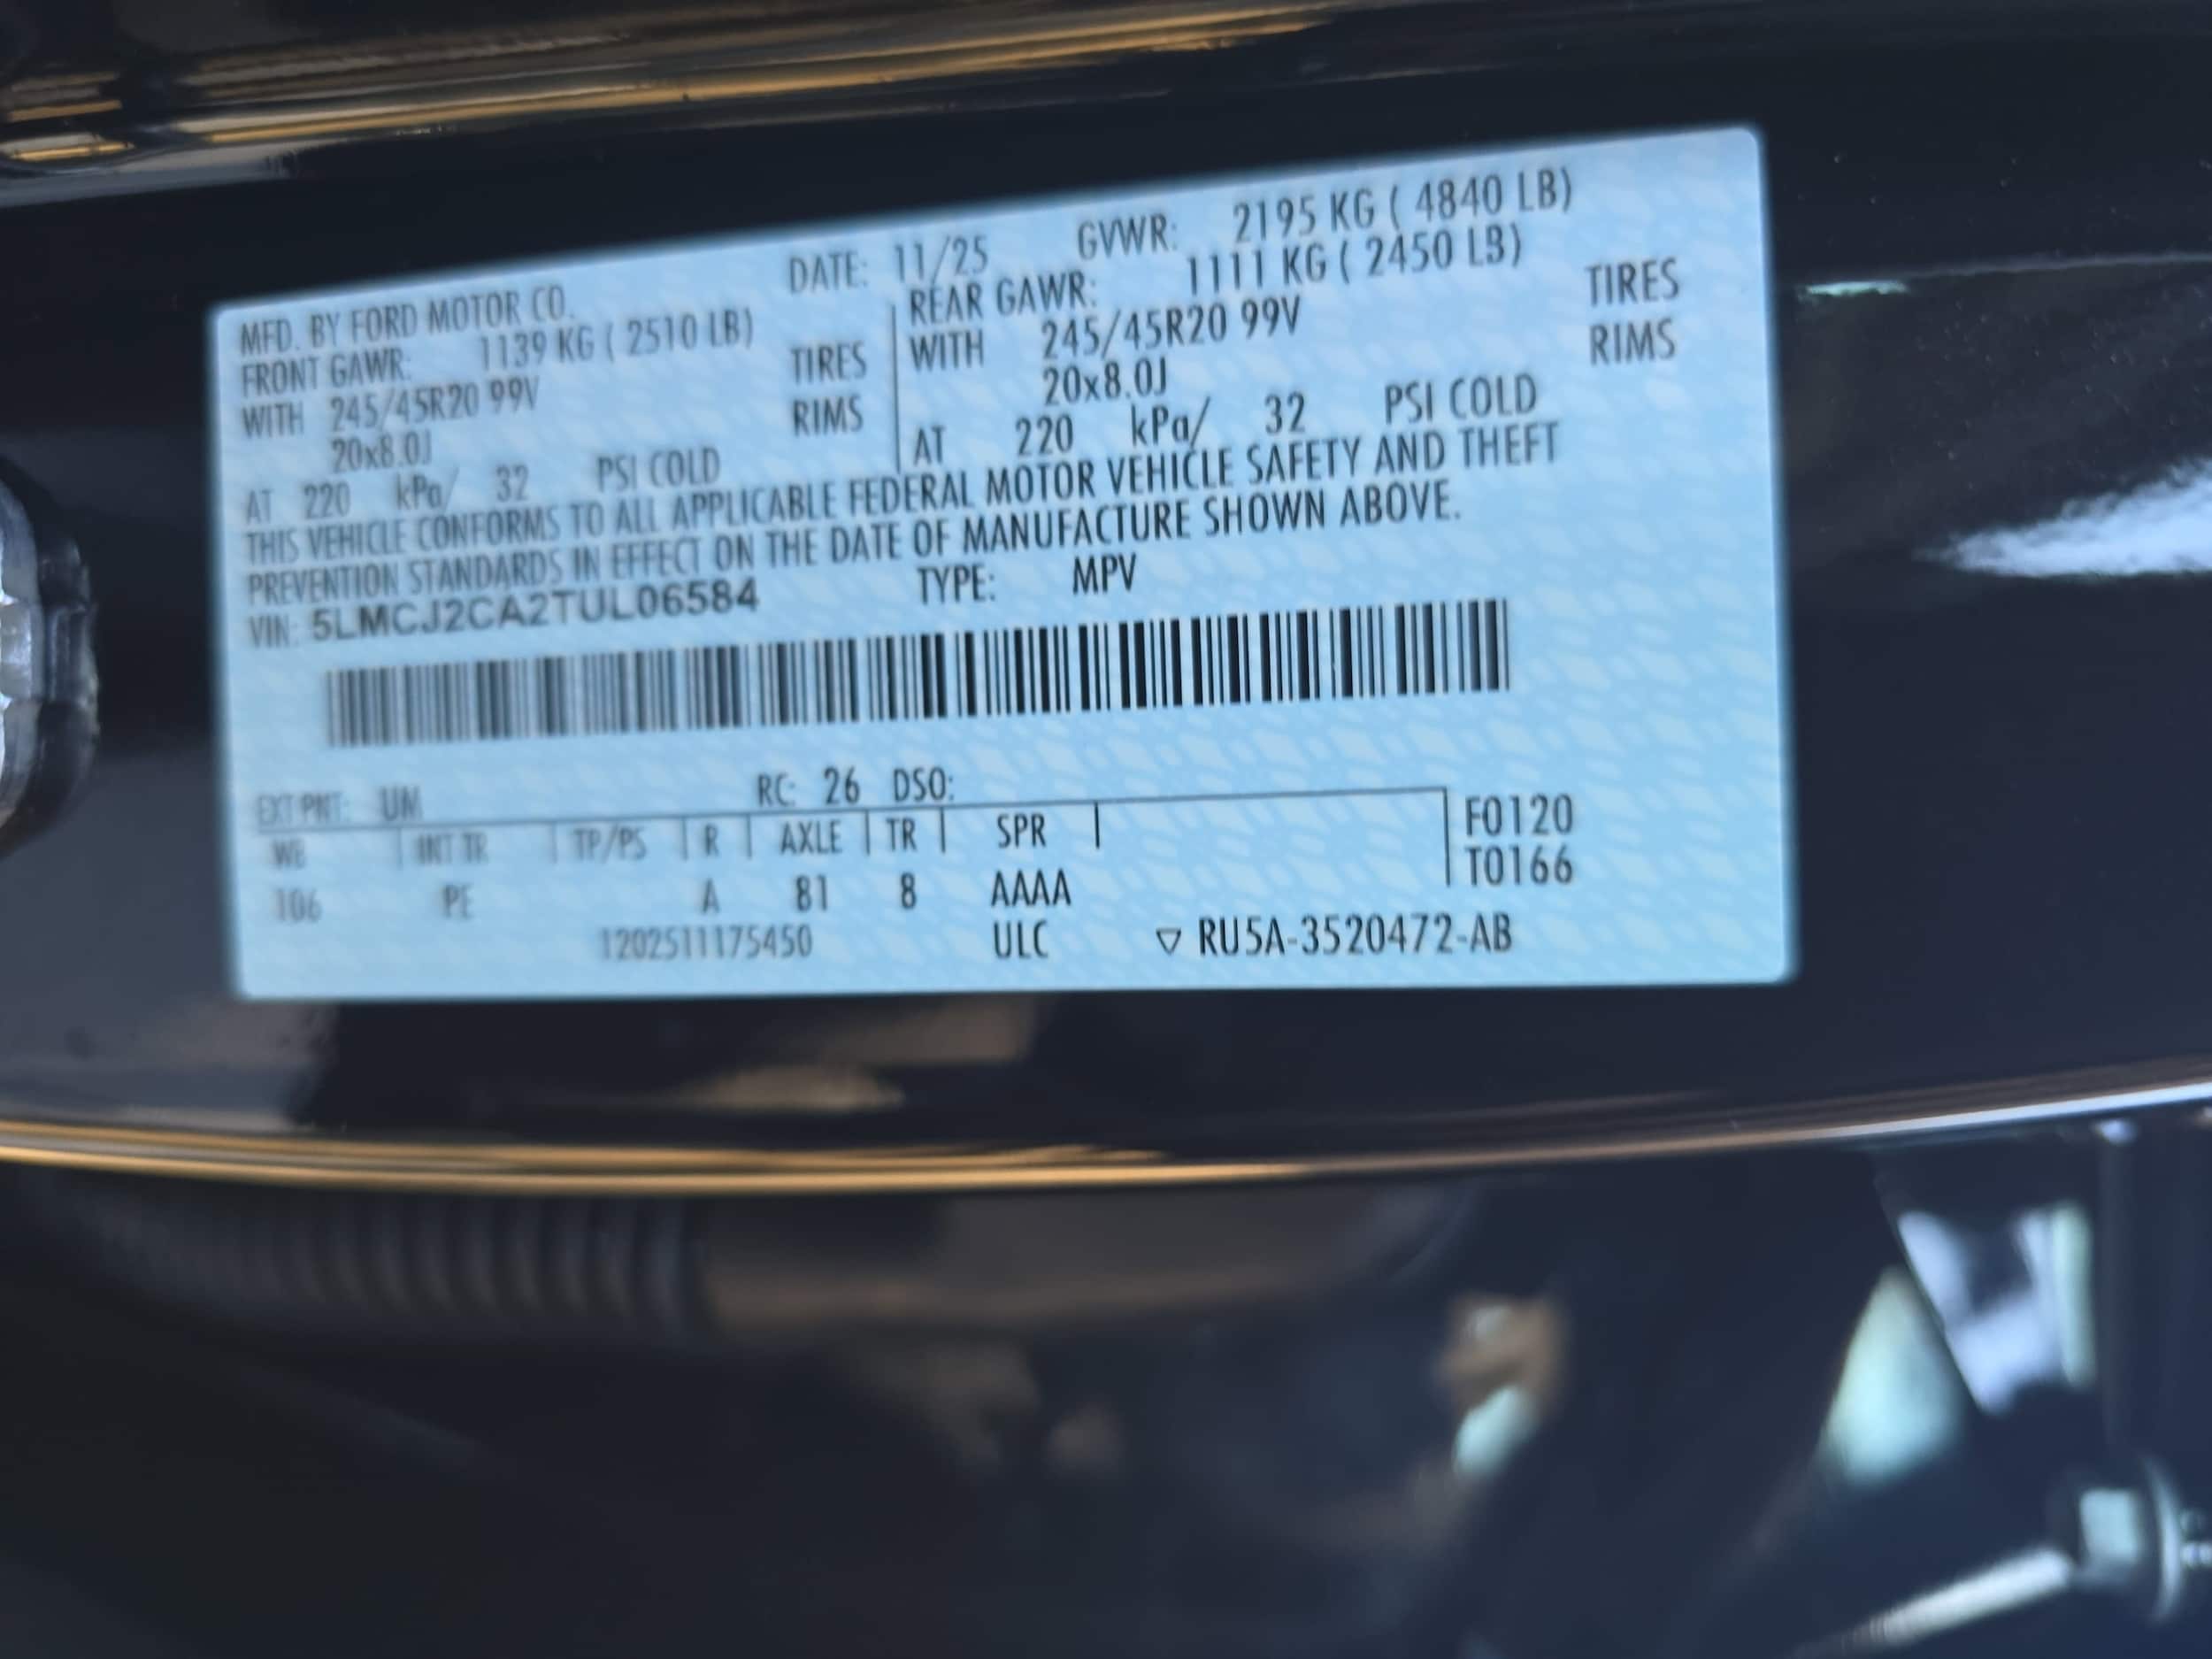 MFD. BY FORD MOTOR CO. DATE: 11/25 GVWR: 2195 KG ( 4840 LB)
FRONT GAWR: 1139 KG ( 2510 LB)
WITH 245/45R20 99V TIRES
20x8.0J RIMS
AT 220 kPa/ 32 PSI COLD
REAR GAWR: 1111 KG ( 2450 LB)
WITH 245/45R20 99V TIRES
20x8.0J RIMS
AT 220 kPa/ 32 PSI COLD
THIS VEHICLE CONFORMS TO ALL APPLICABLE FEDERAL MOTOR VEHICLE SAFETY AND THEFT
PREVENTION STANDARDS IN EFFECT ON THE DATE OF MANUFACTURE SHOWN ABOVE.
VIN: 5LMCJ2CA2TUL06584 TYPE: MPV
EXT PNT: UM RC: 26 DSO:
WB | INT TR | TP/PS | R | AXLE | TR | SPR |
106 PE A 81 8 AAAA
F0120
T0166
1202511175450 ULC ▽ RU5A-3520472-AB